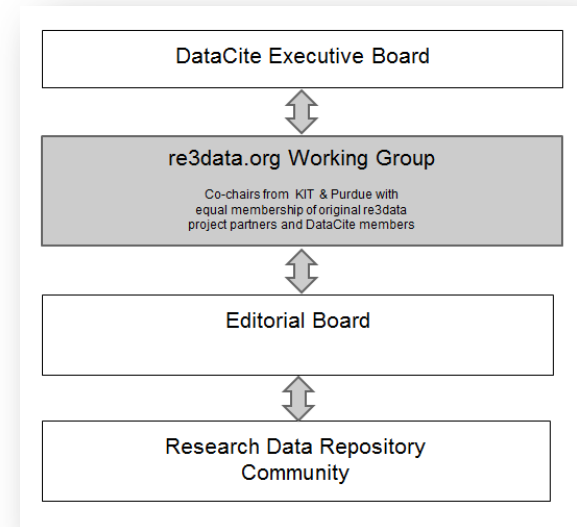 DataCite Executive Board
re3data.org Working Group
Co-chairs from KIT & Purdue with
equal membership of original re3data
project partners and DataCite members
Editorial Board
Research Data Repository
Community